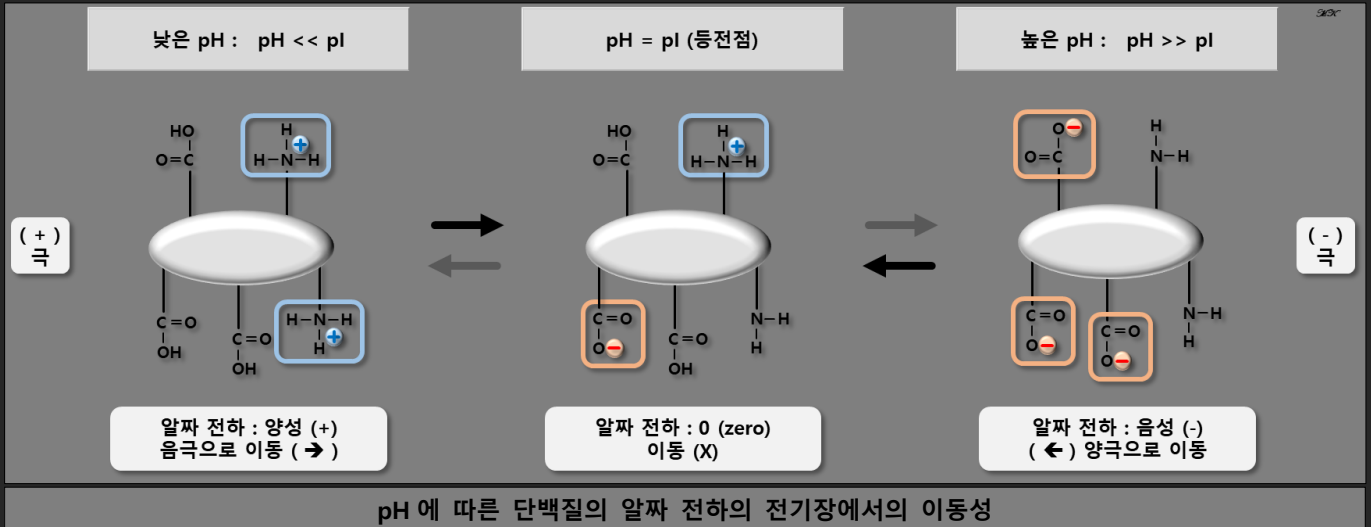 낮은 pH :   pH << pI
pH = pI (등전점)
높은 pH :   pH >> pI
HO
O=C
H
H-N-H
+
HO
O=C
H
H-N-H
+
O
-
O=C
H
N-H
( + )
극
( - )
극
C=O
OH
C=O
OH
H-N-H
H
+
C=O
O
-
C=O
OH
N-H
H
C=O
O
-
C=O
O
-
N-H
H
알짜 전하 : 양성 (+)
음극으로 이동 ( ➔ )
알짜 전하 : 0 (zero)
이동 (X)
알짜 전하 : 음성 (-)
( 🡰 ) 양극으로 이동
pH 에 따른 단백질의 알짜 전하의 전기장에서의 이동성